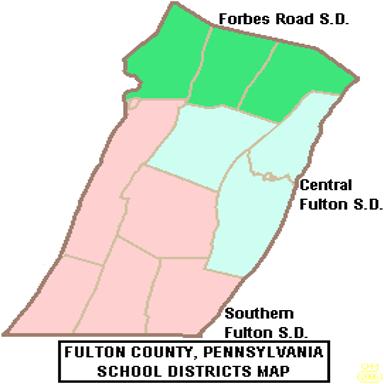 Forbes Road S.D.
Central
Fulton S.D.
Southern
Fulton S.D.
FULTON COUNTY, PENNSYLVANIA
SCHOOL DISTRICTS MAP